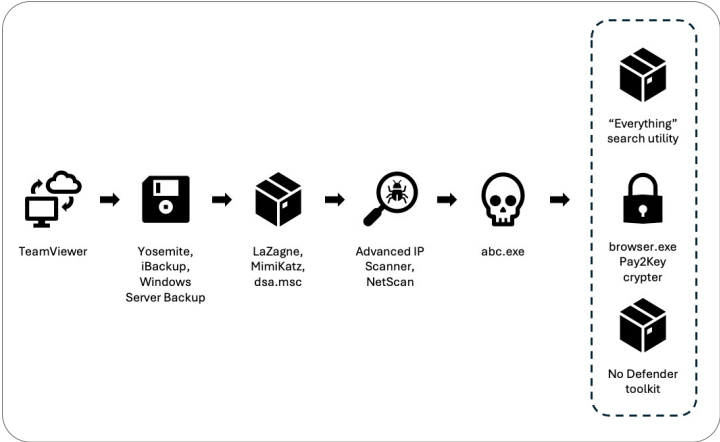 TeamViewer
Yosemite,
iBackup,
Windows
Server Backup
LaZagne,
MimiKatz,
dsa.msc
Advanced IP
Scanner,
NetScan
abc.exe
“Everything”
search utility
browser.exe
Pay2Key
crypter
No Defender
toolkit